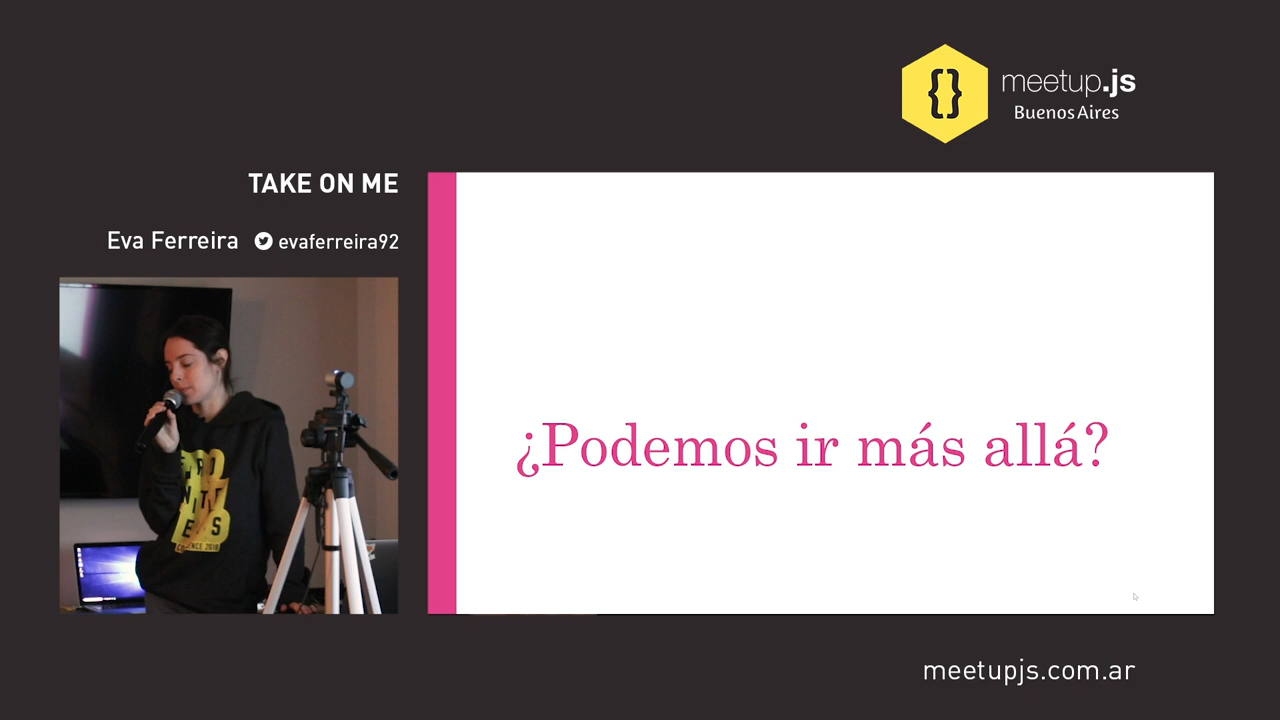 {}
meetup.js
Buenos Aires
TAKE ON ME
Eva Ferreira evaferreira92
¿Podemos ir más allá?
meetupjs.com.ar